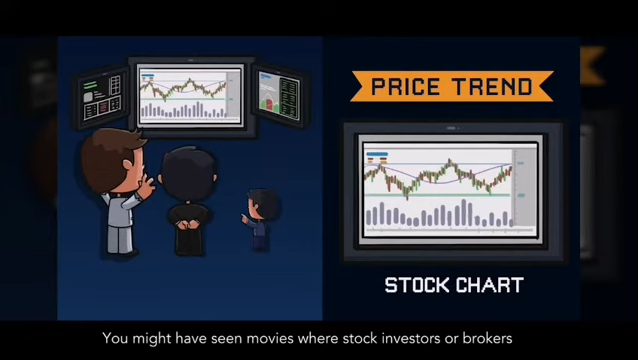 PRICE TREND
STOCK CHART
You might have seen movies where stock investors or brokers